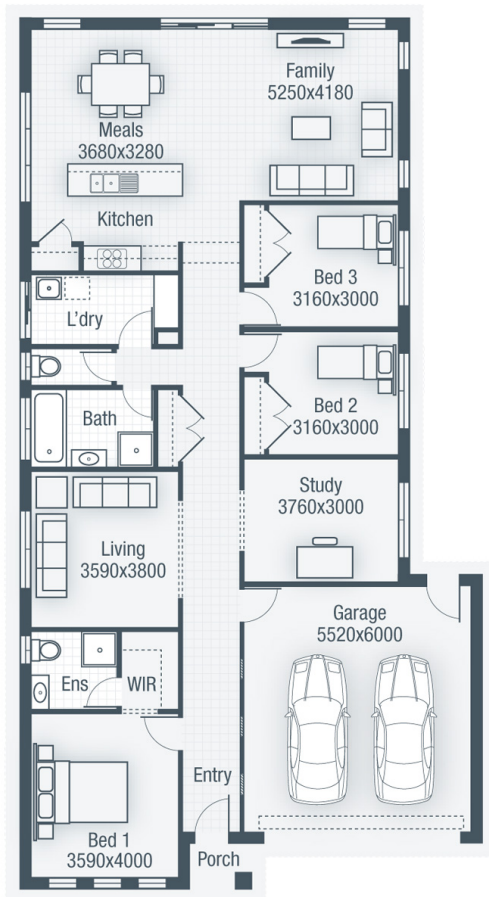 Family
5250x4180
Meals
3680x3280
Kitchen
Bed 3
3160x3000
L'dry
Bed 2
3160x3000
Bath
Study
3760x3000
Living
3590x3800
Garage
5520x6000
Ens
WIR
Entry
Bed 1
3590x4000
Porch